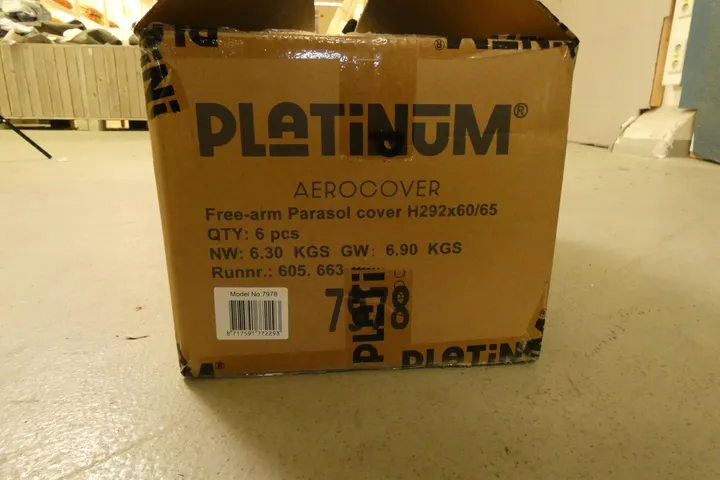 PLATINUM®
AEROCOVER
Free-arm Parasol cover H292x60/65
QTY: 6 pcs
NW: 6.30 KGS GW: 6.90 KGS
Runnr.: 605. 663
Model No 7978
8 717591 772293
7978
PLATIN